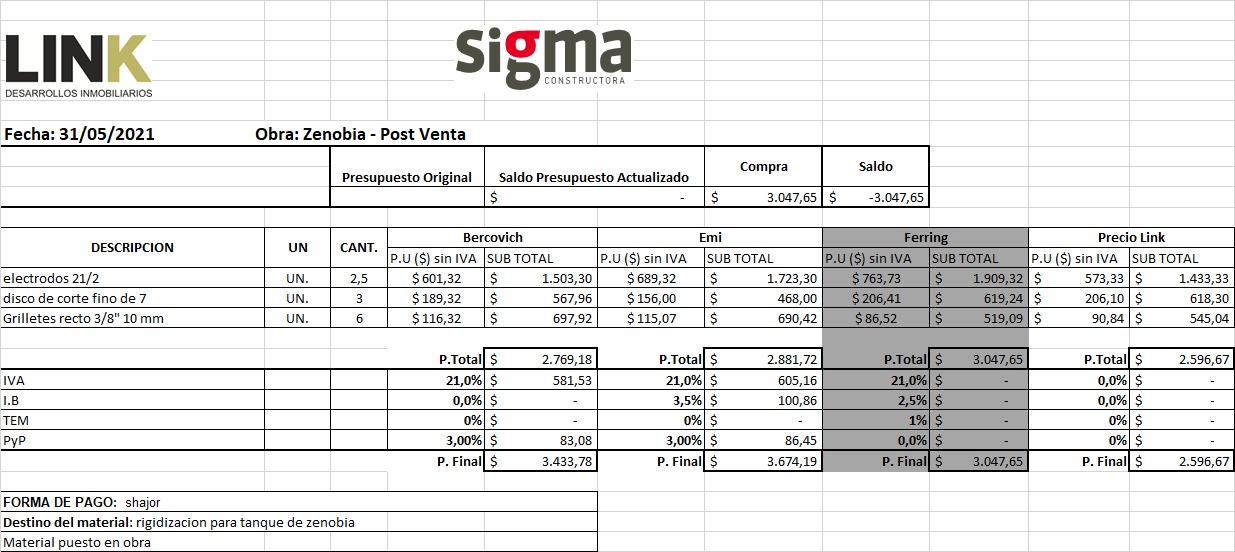 LINK
DESARROLLOS INMOBILIARIOS
sigma
CONSTRUCTORA
Fecha: 31/05/2021 Obra: Zenobia - Post Venta
Presupuesto Original Saldo Presupuesto Actualizado Compra Saldo
$ - $ 3.047,65 $ -3.047,65
DESCRIPCION UN CANT. Bercovich Emi Ferring Precio Link
P.U ($) sin IVA SUB TOTAL P.U ($) sin IVA SUB TOTAL P.U ($) sin IVA SUB TOTAL P.U ($) sin IVA SUB TOTAL
electrodos 21/2 UN. 2,5 $ 601,32 $ 1.503,30 $ 689,32 $ 1.723,30 $ 763,73 $ 1.909,32 $ 573,33 $ 1.433,33
disco de corte fino de 7 UN. 3 $ 189,32 $ 567,96 $ 156,00 $ 468,00 $ 206,41 $ 619,24 $ 206,10 $ 618,30
Grilletes recto 3/8" 10 mm UN. 6 $ 116,32 $ 697,92 $ 115,07 $ 690,42 $ 86,52 $ 519,09 $ 90,84 $ 545,04
P.Total $ 2.769,18 P.Total $ 2.881,72 P.Total $ 3.047,65 P.Total $ 2.596,67
IVA 21,0% $ 581,53 21,0% $ 605,16 21,0% $ - 0,0% $ -
I.B 0,0% $ - 3,5% $ 100,86 2,5% $ - 0,0% $ -
TEM 0% $ - 0% $ - 1% $ - 0% $ -
PyP 3,00% $ 83,08 3,00% $ 86,45 0,0% $ - 0% $ -
P. Final $ 3.433,78 P. Final $ 3.674,19 P. Final $ 3.047,65 P. Final $ 2.596,67
FORMA DE PAGO: shajor
Destino del material: rigidizacion para tanque de zenobia
Material puesto en obra